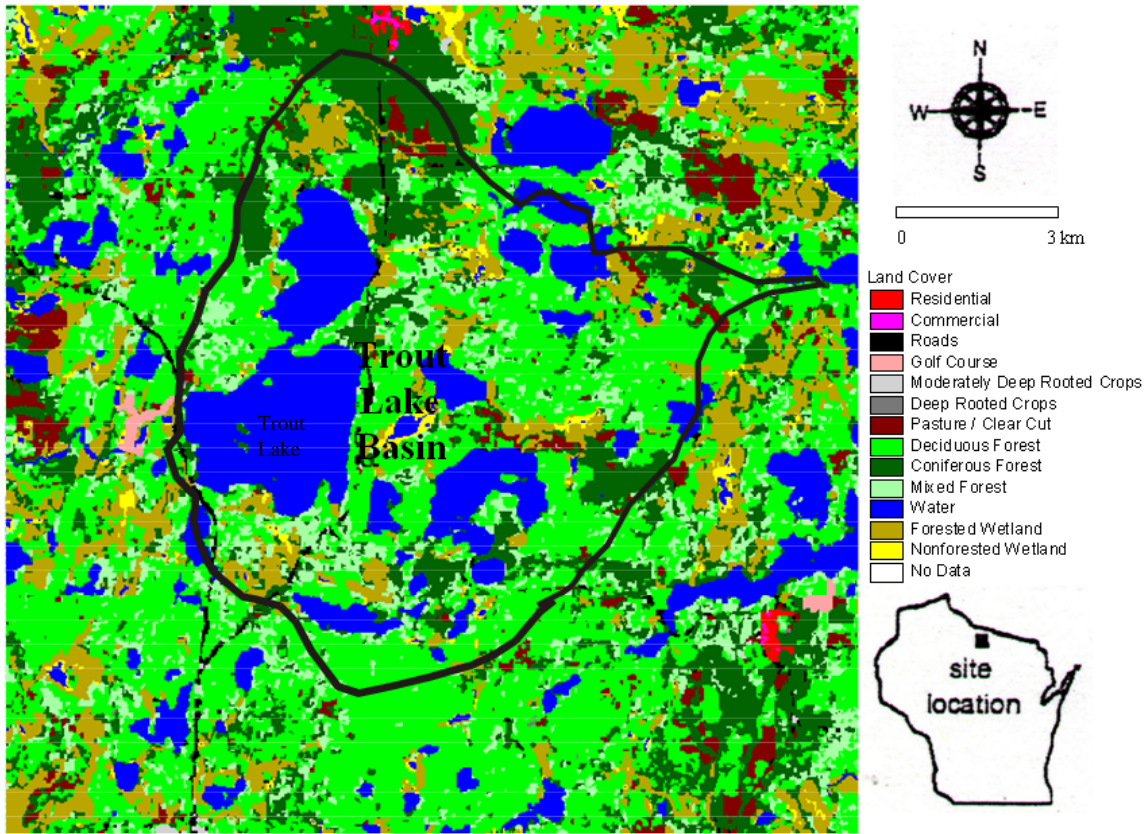 Trout
Lake
Basin
Trout
Lake
N
W
E
S
0
3 km
Land Cover
Residential
Commercial
Roads
Golf Course
Moderately Deep Rooted Crops
Deep Rooted Crops
Pasture / Clear Cut
Deciduous Forest
Coniferous Forest
Mixed Forest
Water
Forested Wetland
Nonforested Wetland
No Data
site
location